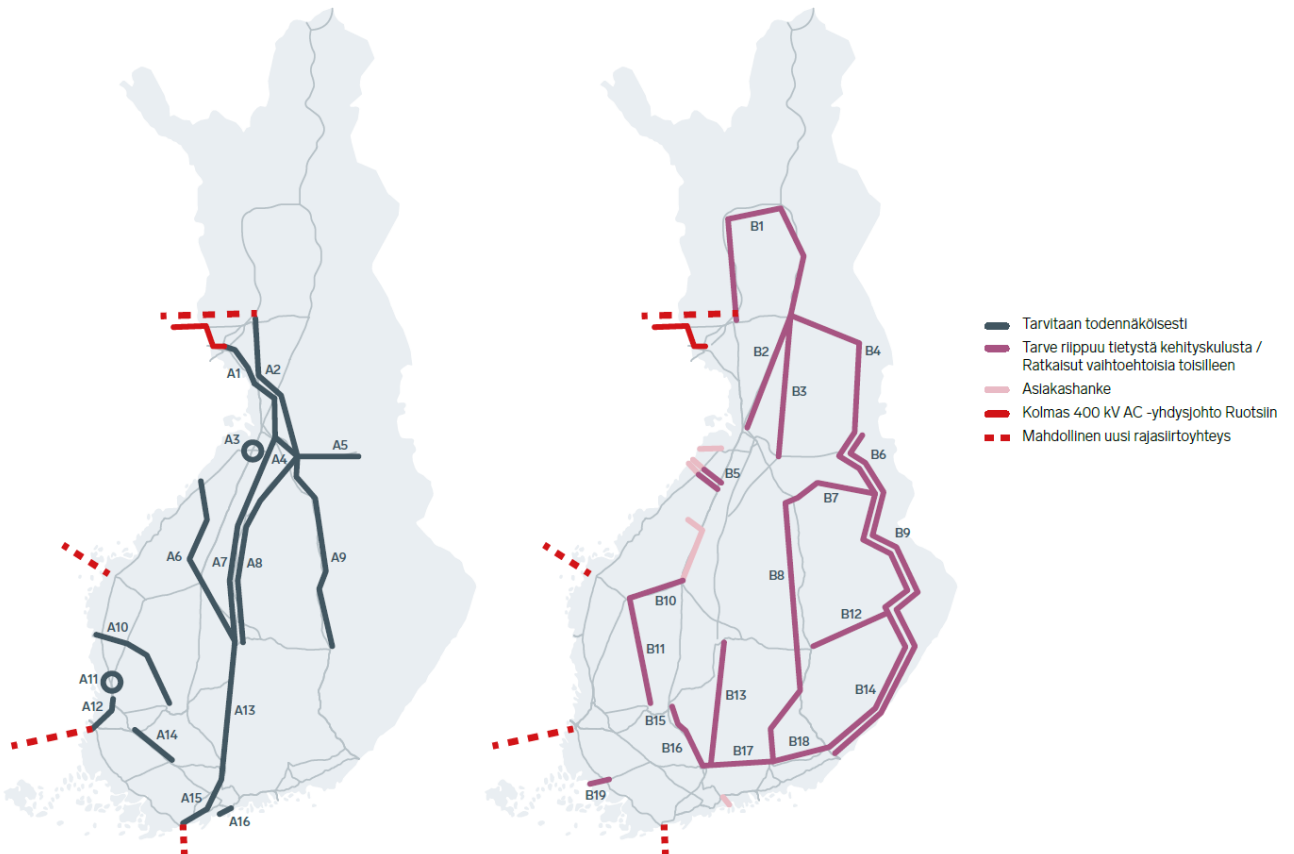 A1
A2
A3
A4
A5
A6
A7
A8
A9
A10
A11
A12
A13
A14
A15
A16
B1
B2
B3
B4
B5
B6
B7
B8
B9
B10
B11
B12
B13
B14
B15
B16
B17
B18
B19
Tarvitaan todennäköisesti
Tarve riippuu tietystä kehityskulusta /
Ratkaisut vaihtoehtoisia toisilleen
Asiakashanke
Kolmas 400 kV AC -yhdysjohto Ruotsiin
Mahdollinen uusi rajasiirtoyhteys